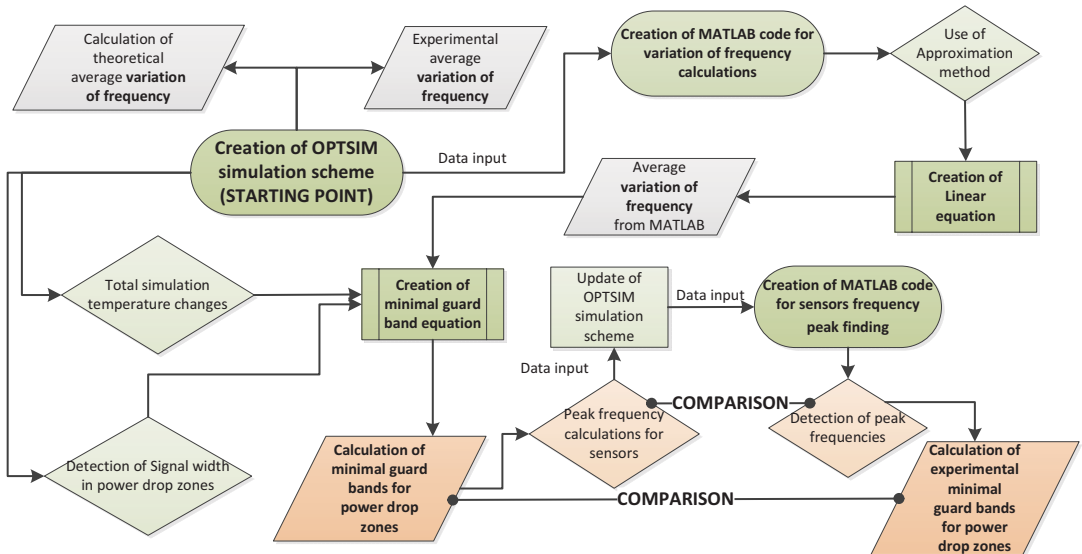 Calculation of
theoretical
average variation
of frequency
Experimental
average
variation of
frequency
Creation of MATLAB code for
variation of frequency
calculations
Use of
Approximation
method
Creation of OPTSIM
simulation scheme
(STARTING POINT)
Data input
Average
variation of
frequency
from MATLAB
Creation of
Linear
equation
Total simulation
temperature changes
Creation of
minimal guard
band equation
Update of
OPTSIM
simulation
scheme
Data input
Creation of MATLAB code
for sensors frequency
peak finding
Data input
Detection of Signal width
in power drop zones
Calculation of
minimal guard
bands for
power drop
zones
Peak frequency
calculations for
sensors
COMPARISON
Detection of peak
frequencies
COMPARISON
Calculation of
experimental
minimal
guard bands
for power
drop zones